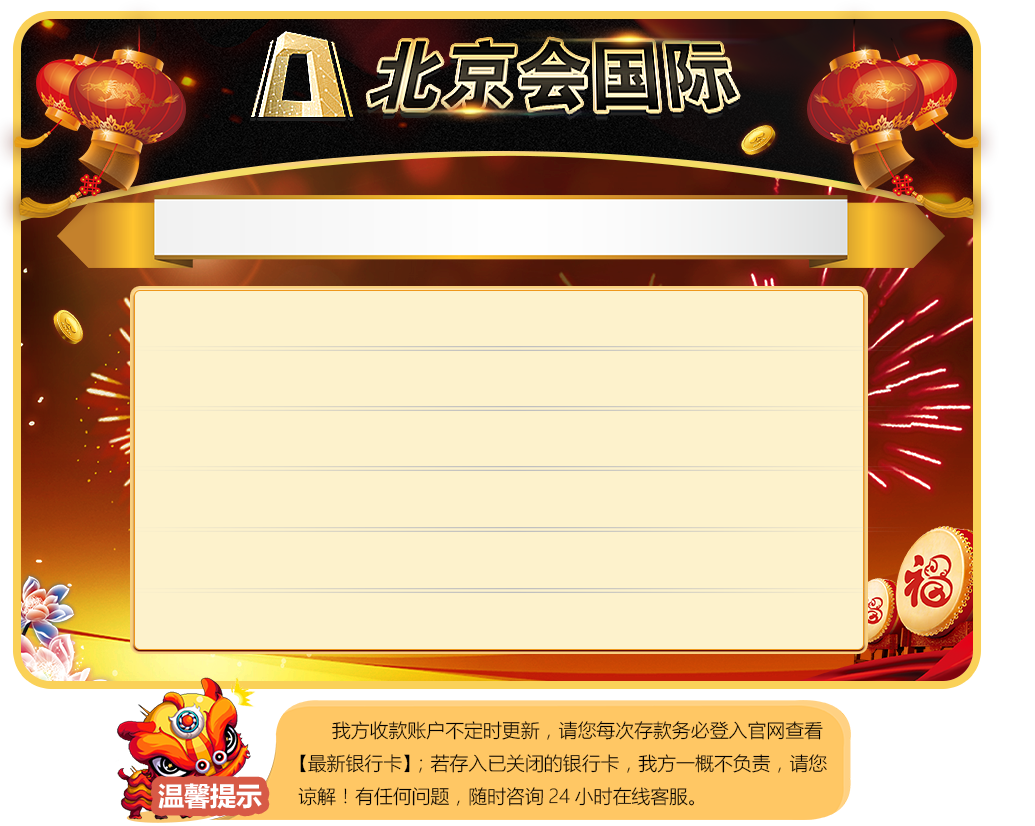 北京会国际
福
福
我方收款账户不定时更新，请您每次存款务必登入官网查看
【最新银行卡】；若存入已关闭的银行卡，我方一概不负责，请您
谅解！有任何问题，随时咨询 24 小时在线客服。
温馨提示